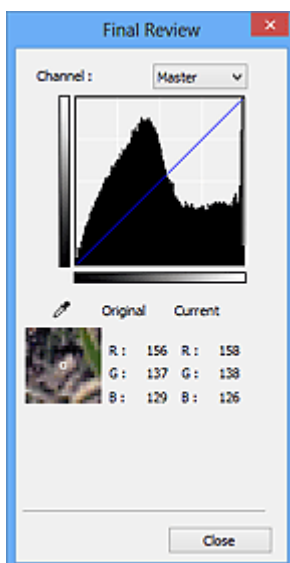 Final Review
Channel : Master
Original Current
R : 156 R : 158
G : 137 G : 138
B : 129 B : 126
Close